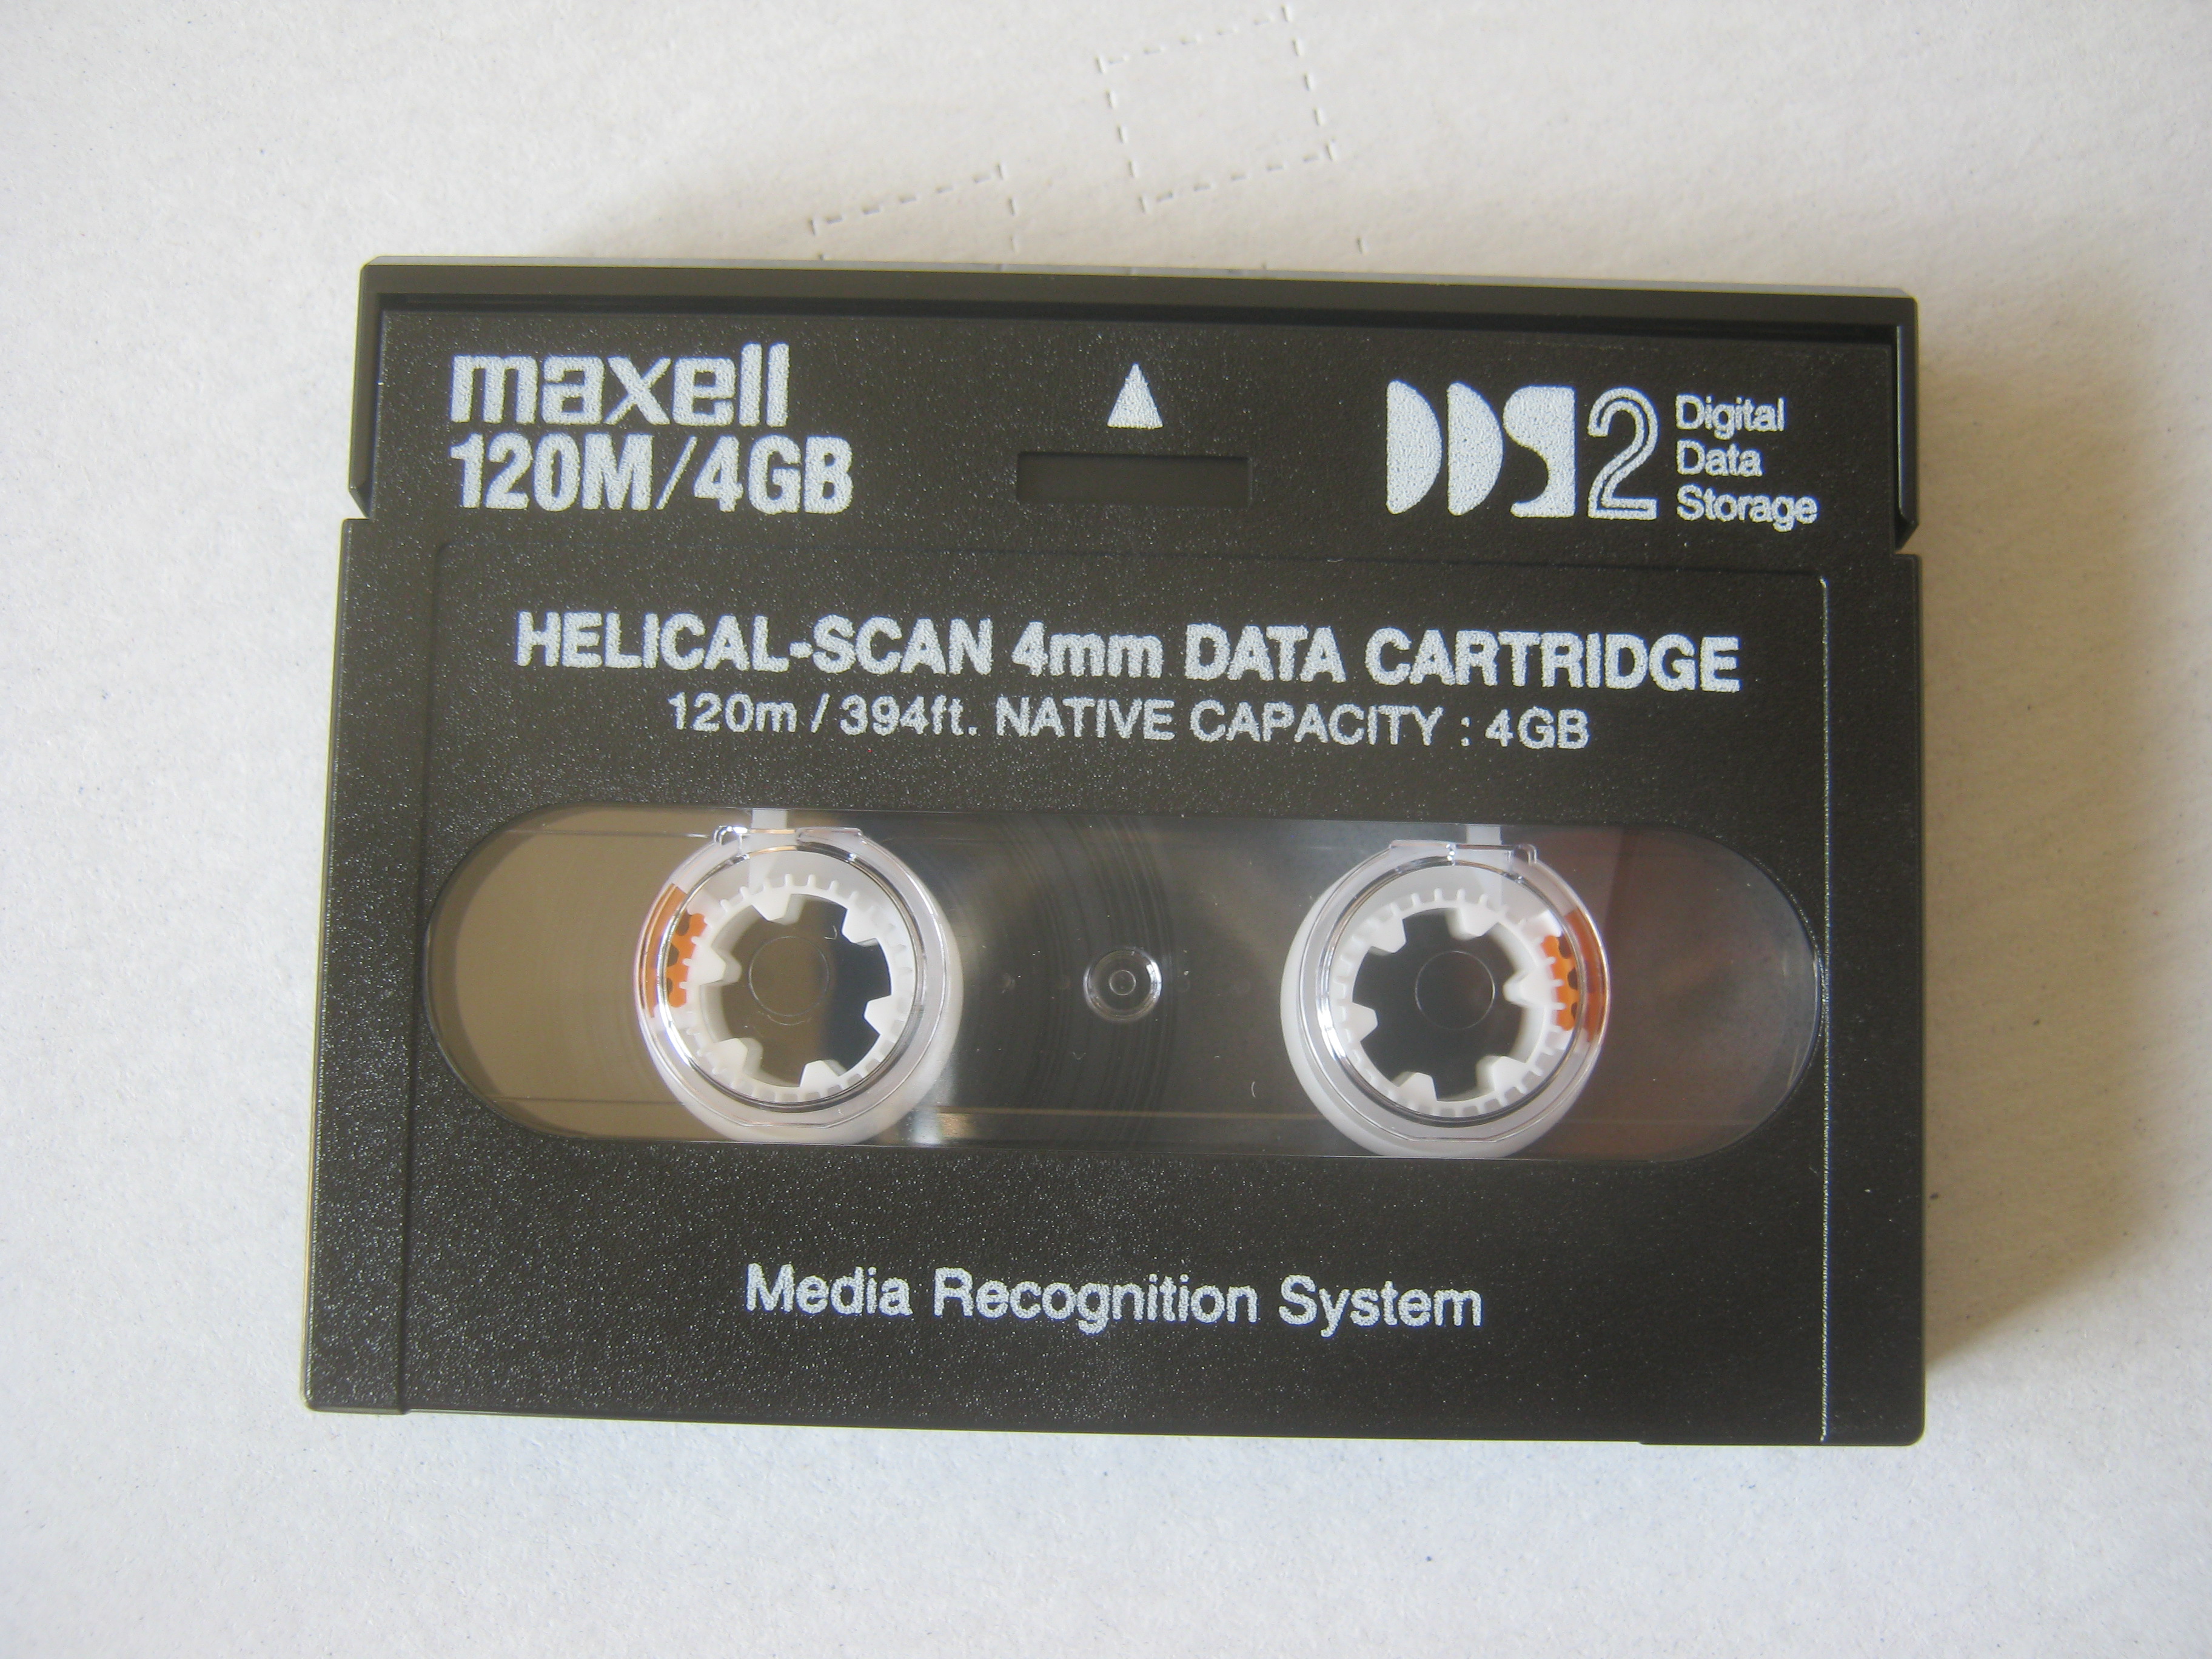 maxell
120M/4GB
DDS2 Digital
Data
Storage
HELICAL-SCAN 4mm DATA CARTRIDGE
120m / 394ft. NATIVE CAPACITY : 4GB
Media Recognition System